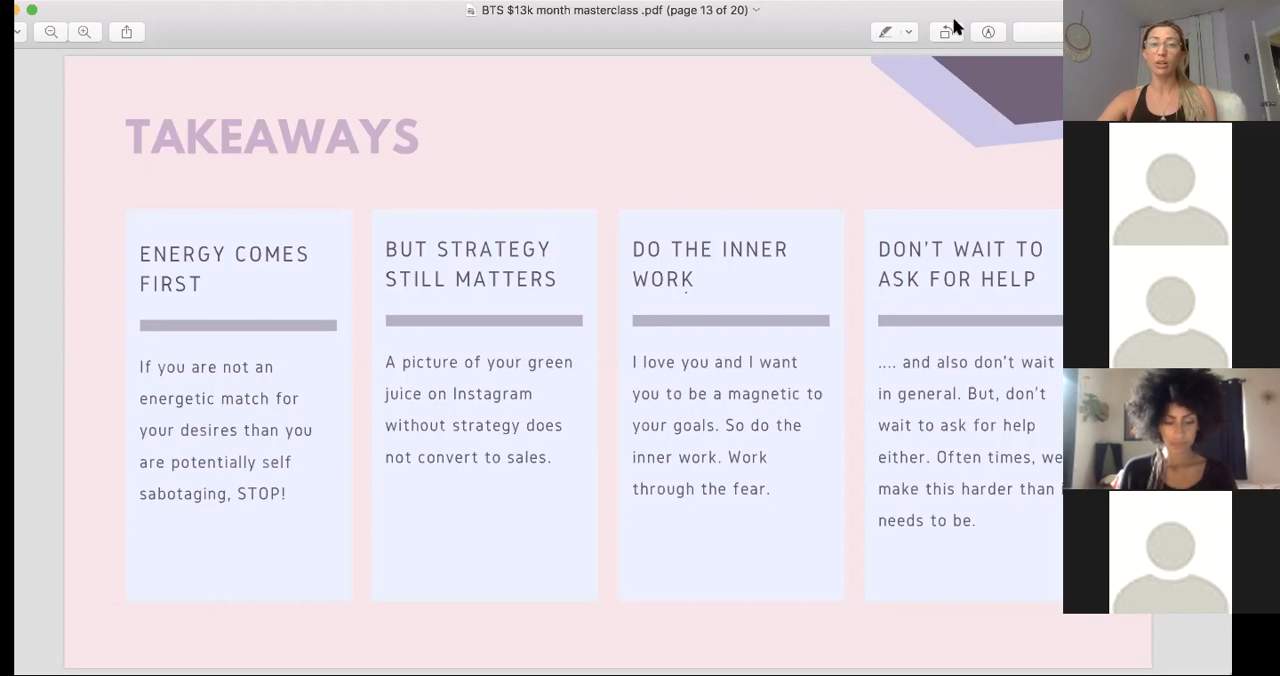 BTS $13k month masterclass .pdf (page 13 of 20)
TAKEAWAYS
ENERGY COMES
FIRST
If you are not an
energetic match for
your desires than you
are potentially self
sabotaging, STOP!
BUT STRATEGY
STILL MATTERS
A picture of your green
juice on Instagram
without strategy does
not convert to sales.
DO THE INNER
WORK
I love you and I want
you to be a magnetic to
your goals. So do the
inner work. Work
through the fear.
DON'T WAIT TO
ASK FOR HELP
.... and also don't wait
in general. But, don't
wait to ask for help
either. Often times, we
make this harder than
needs to be.